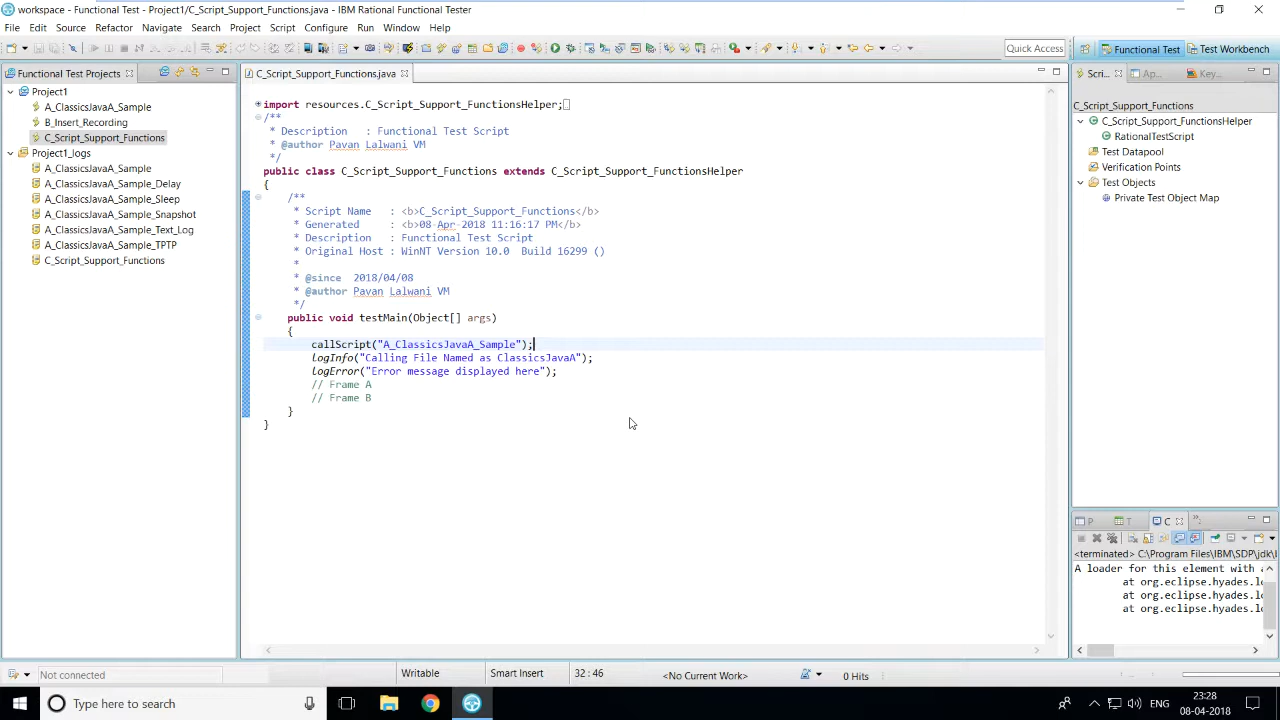 workspace - Functional Test - Project1/C_Script_Support_Functions.java - IBM Rational Functional Tester
File Edit Source Refactor Navigate Search Project Script Configure Run Window Help
Quick Access
Functional Test
Test Workbench
Functional Test Projects
Project1
A_ClassicsJavaA_Sample
B_Insert_Recording
C_Script_Support_Functions
Project1_logs
A_ClassicsJavaA_Sample
A_ClassicsJavaA_Sample_Delay
A_ClassicsJavaA_Sample_Sleep
A_ClassicsJavaA_Sample_Snapshot
A_ClassicsJavaA_Sample_Text_Log
A_ClassicsJavaA_Sample_TPTP
C_Script_Support_Functions
C_Script_Support_Functions.java
import resources.C_Script_Support_FunctionsHelper;
/**
* Description : Functional Test Script
* @author Pavan Lalwani VM
*/
public class C_Script_Support_Functions extends C_Script_Support_FunctionsHelper
{
/**
* Script Name : <b>C_Script_Support_Functions</b>
* Generated : <b>08-Apr-2018 11:16:17 PM</b>
* Description : Functional Test Script
* Original Host : WinNT Version 10.0 Build 16299 ()
*
* @since 2018/04/08
* @author Pavan Lalwani VM
*/
public void testMain(Object[] args)
{
callScript("A_ClassicsJavaA_Sample");
logInfo("Calling File Named as ClassicsJavaA");
logError("Error message displayed here");
// Frame A
// Frame B
}
}
Scri... Ap... Key...
C_Script_Support_Functions
C_Script_Support_FunctionsHelper
RationalTestScript
Test Datapool
Verification Points
Test Objects
Private Test Object Map
P T C
<terminated> C:\Program Files\IBM\SDP\jdk\
A loader for this element with a
at org.eclipse.hyades.lo
at org.eclipse.hyades.lo
at org.eclipse.hyades.lo
Not connected
Writable
Smart Insert
32 : 46
<No Current Work>
0 Hits
Type here to search
ENG
23:28
08-04-2018